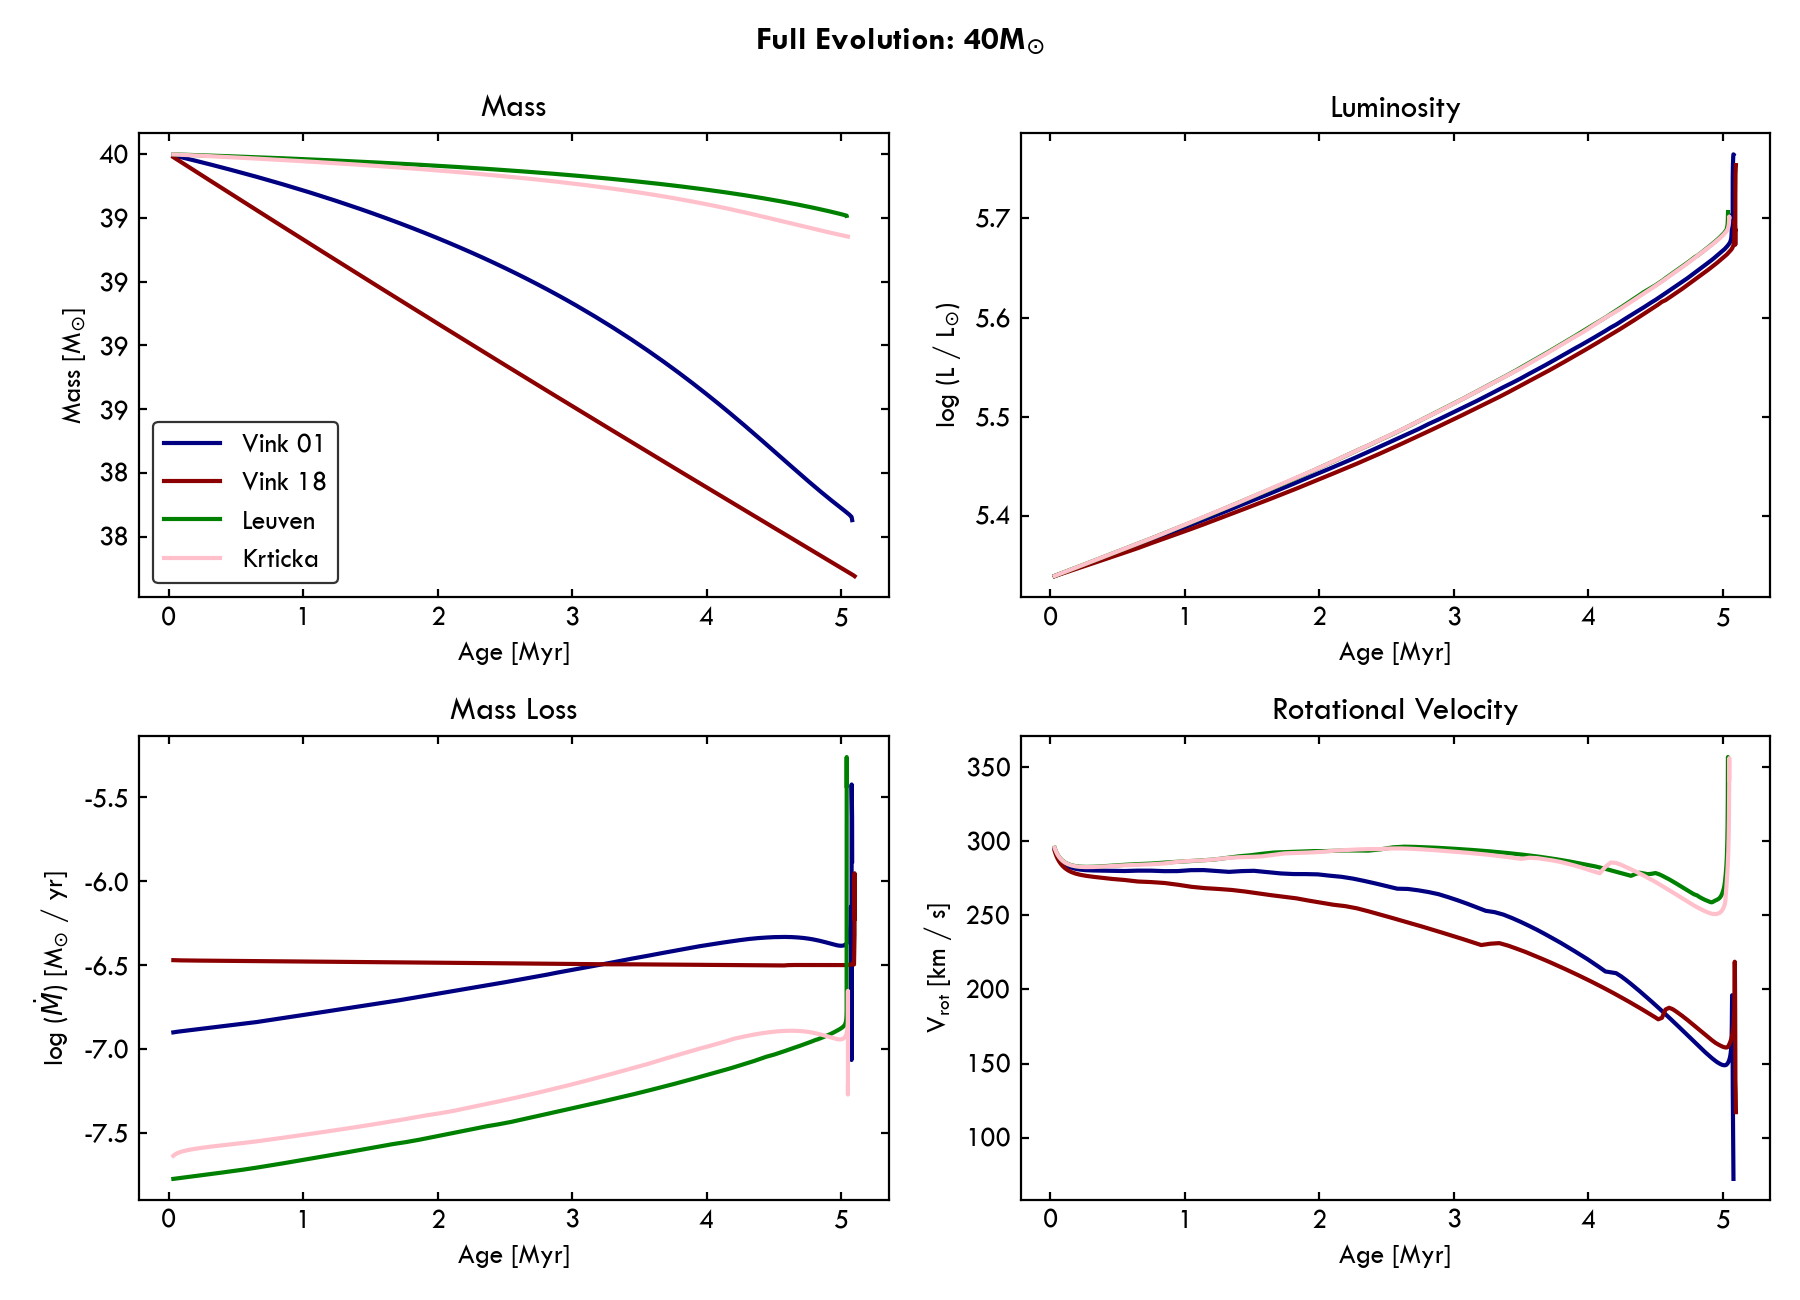 Full Evolution: 40M⊙
Mass
40
39
39
39
39
38
38
Mass [M⊙]
Vink 01
Vink 18
Leuven
Krticka
0 1 2 3 4 5
Age [Myr]
Luminosity
5.7
5.6
5.5
5.4
log (L / L⊙)
0 1 2 3 4 5
Age [Myr]
Mass Loss
-5.5
-6.0
-6.5
-7.0
-7.5
log (Ṁ) [M⊙ / yr]
0 1 2 3 4 5
Age [Myr]
Rotational Velocity
350
300
250
200
150
100
Vrot [km / s]
0 1 2 3 4 5
Age [Myr]